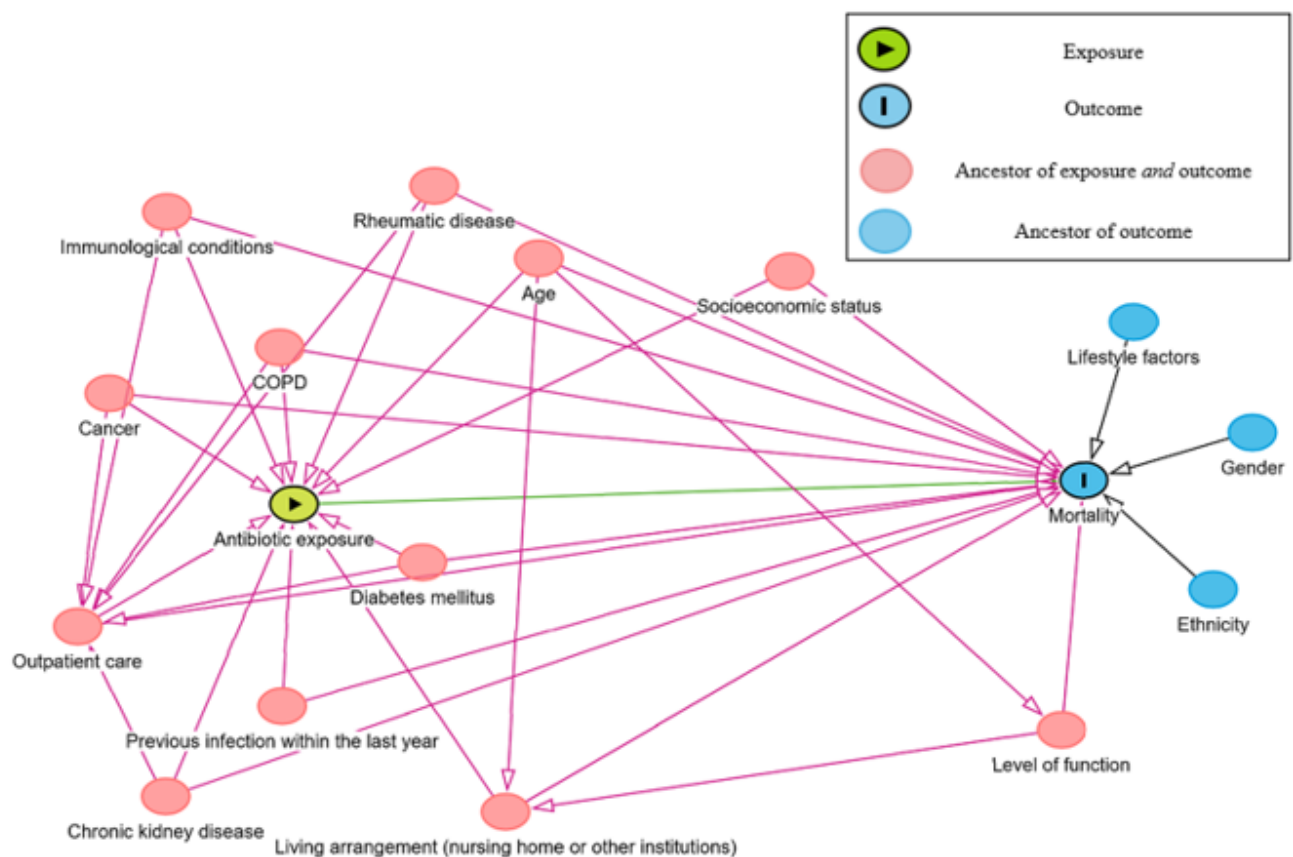 Exposure
Outcome
Ancestor of exposure and outcome
Ancestor of outcome
Rheumatic disease
Immunological conditions
Age
Socioeconomic status
Lifestyle factors
COPD
Cancer
Gender
Mortality
Antibiotic exposure
Diabetes mellitus
Ethnicity
Outpatient care
Previous infection within the last year
Level of function
Chronic kidney disease
Living arrangement (nursing home or other institutions)